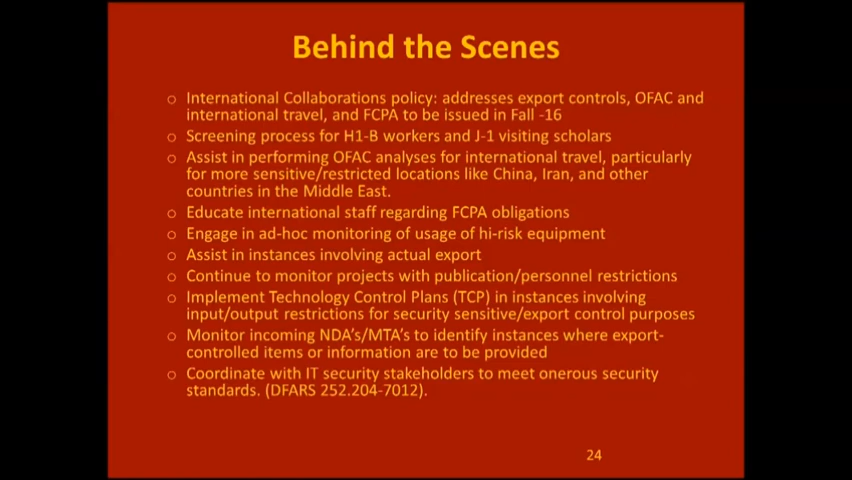 Behind the Scenes
○ International Collaborations policy: addresses export controls, OFAC and
international travel, and FCPA to be issued in Fall -16
○ Screening process for H1-B workers and J-1 visiting scholars
○ Assist in performing OFAC analyses for international travel, particularly
for more sensitive/restricted locations like China, Iran, and other
countries in the Middle East.
○ Educate international staff regarding FCPA obligations
○ Engage in ad-hoc monitoring of usage of hi-risk equipment
○ Assist in instances involving actual export
○ Continue to monitor projects with publication/personnel restrictions
○ Implement Technology Control Plans (TCP) in instances involving
input/output restrictions for security sensitive/export control purposes
○ Monitor incoming NDA's/MTA's to identify instances where export-
controlled items or information are to be provided
○ Coordinate with IT security stakeholders to meet onerous security
standards. (DFARS 252.204-7012).
24